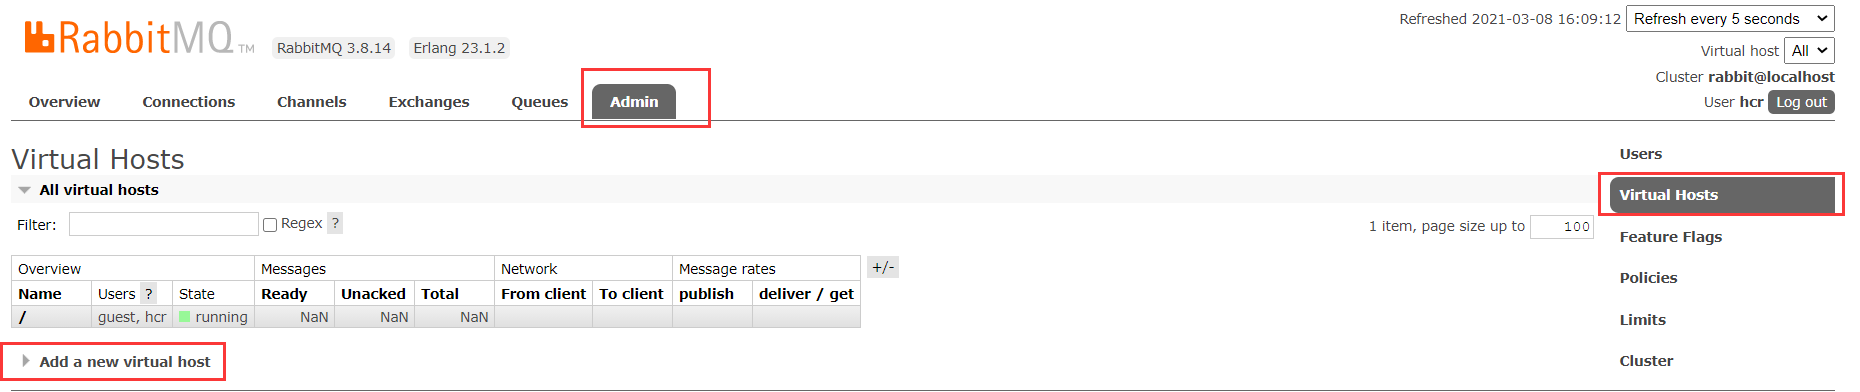 RabbitMQ TM RabbitMQ 3.8.14 Erlang 23.1.2
Refreshed 2021-03-08 16:09:12 Refresh every 5 seconds
Virtual host All
Cluster rabbit@localhost
User hcr Log out
Overview Connections Channels Exchanges Queues Admin
Virtual Hosts
All virtual hosts
Filter: Regex ? 1 item, page size up to 100
Overview Messages Network Message rates +/-
Name Users ? State Ready Unacked Total From client To client publish deliver / get
/ guest, hcr running NaN NaN NaN
Add a new virtual host
Users
Virtual Hosts
Feature Flags
Policies
Limits
Cluster